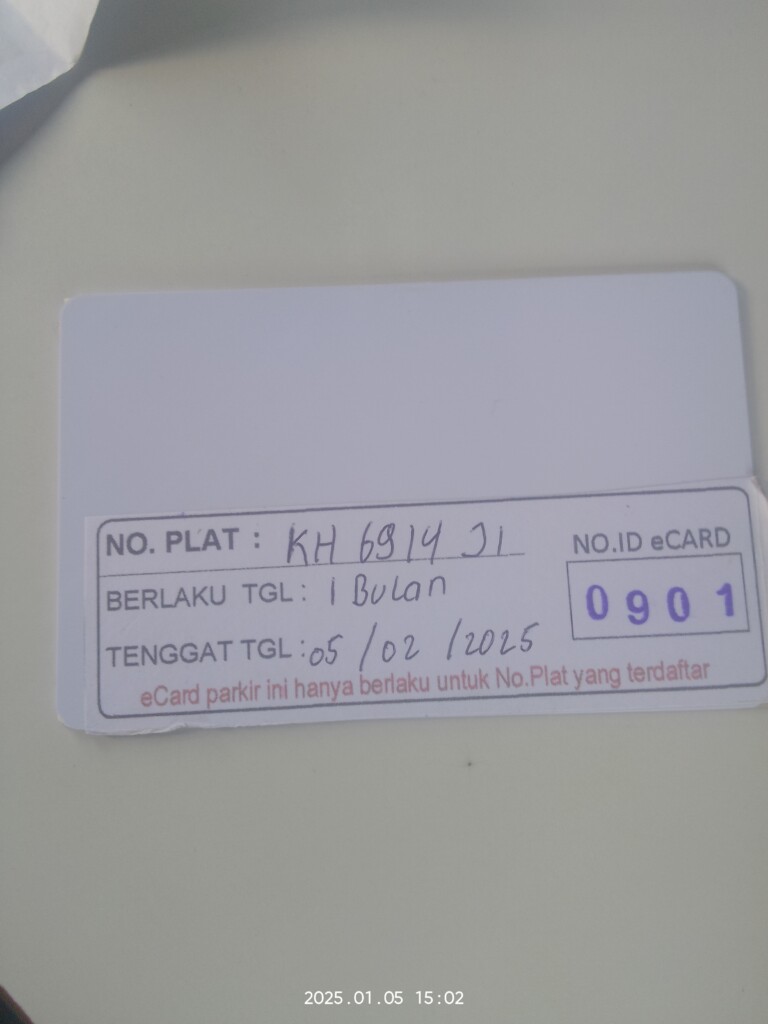 NO. PLAT : KH 6914 JL
NO.ID eCARD
BERLAKU TGL : 1 Bulan
0901
TENGGAT TGL : 05 / 02 / 2025
eCard parkir ini hanya berlaku untuk No.Plat yang terdaftar
2025.01.05 15:02